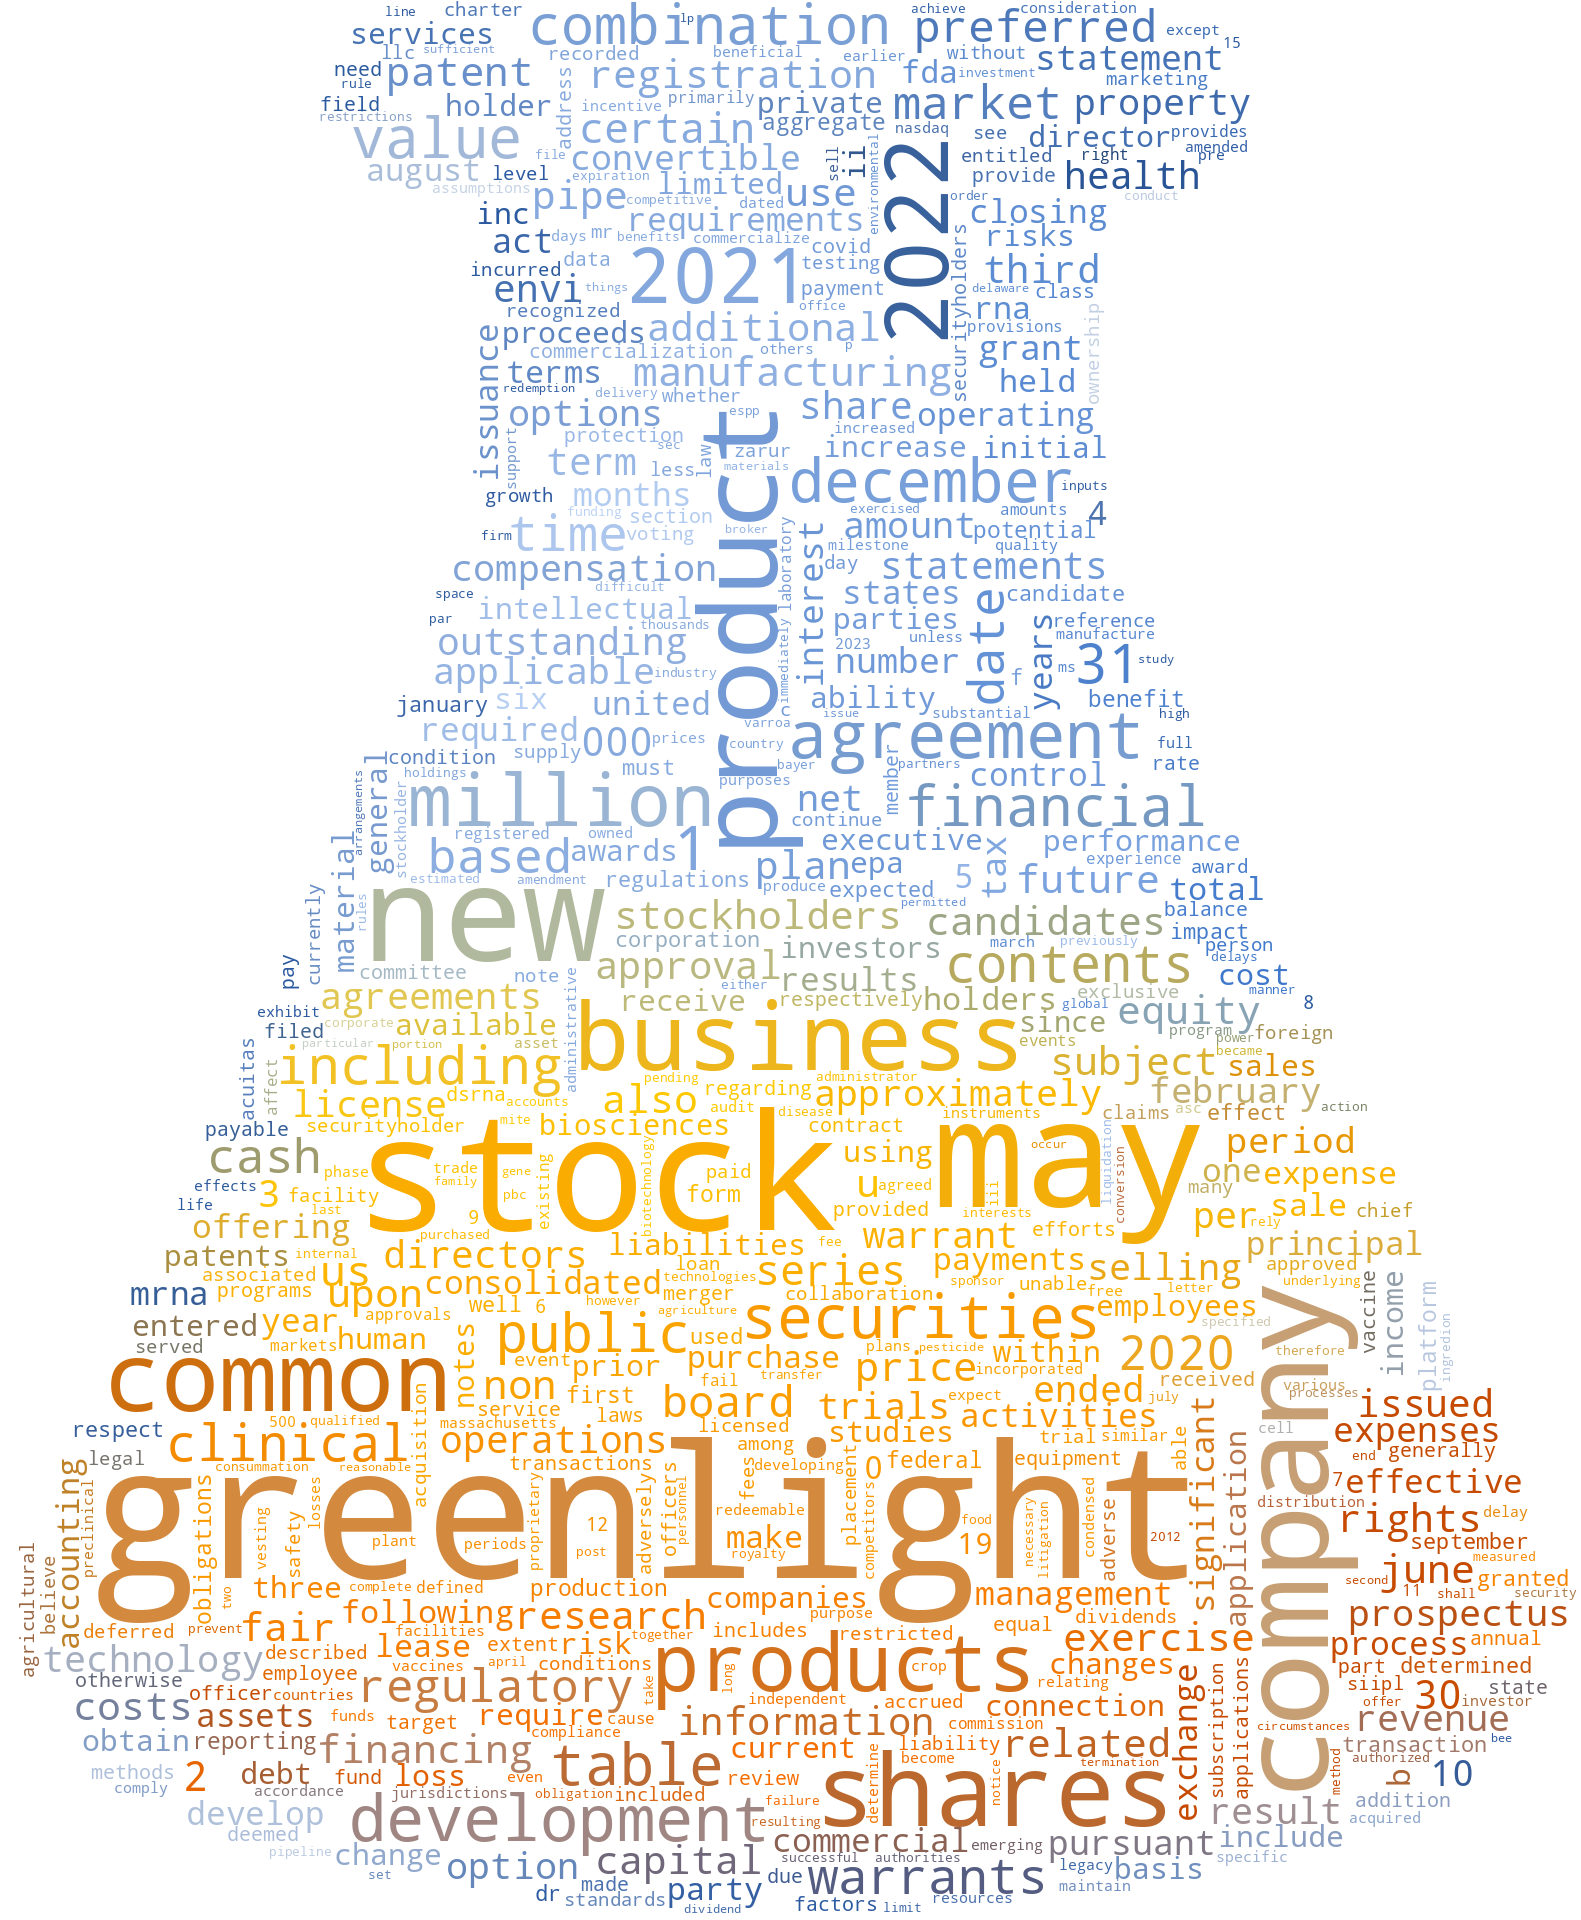 line charter combination lp achieve consideration preferred except 15
services llc sufficient recorded beneficial earlier without statement
need rule patent registration fda investment marketing
field restrictions holder address incentive primarily private aggregate market property
value certain nasdaq see director provides amended
august level file convertible ii sell entitled right pre
assumptions expiration limited use environmental 2022 provide health conduct
inc pipe competitive dated requirements order closing
act days mr benefits commercialize covid securityholders risks
incurred data 2021 testing third
envi things payment delaware class
recognized office rna ownership
issuance proceeds additional provisions
commercialization others p grant
terms manufacturing held
redemption delivery whether
options espp share operating
support protection sec law zarur increased increase initial
term less materials product december inputs
growth months exercised amounts 4
firm time funding section voting broker amount potential
milestone quality
compensation difficult laboratory interest day statements
space intellectual states date candidate
par thousands parties years reference
outstanding immediately 2023 unless manufacture
applicable industry number f ms 31 study
january six united c ability benefit
required varroa issue substantial high
condition supply 000 prices country agreement full
general holdings must bayer member partners control rate
arrangements stockholder million purposes net financial
registered owned continue
material based awards 1 executive performance
plan epa tax experience award
estimated amendment regulations produce expected 5 future total
currently rules new permitted balance
stockholders candidates impact
corporation investors march previously person
pay committee note approval results contents delays cost
either manner
agreements receive respectively holders exclusive equity 8
exhibit filed corporate available administrative business since global program foreign
particular portion asset events power
acuitas affect including pending administrator subject became sales
license dsrna accounts also regarding approximately february
securityholder mite biosciences audit disease instruments claims asc effect action
payable contract occur period
cash phase trade stock using may liquidation conversion one expense
effects family gene existing biotechnology paid
3 facility pbc form u agreed iii many sale chief
life last 9 provided interests per rely
offering purchased liabilities fee warrant efforts principal
patents internal directors loan payments approved
associated us consolidated technologies series sponsor unable selling underlying
mrna programs upon well 6 however merger collaboration free letter employees vaccine income platform
approvals agriculture securities specified
entered year human public used ingredion
served markets notes event prior plans pesticide within 2020 therefore
common non purchase price incorporated company
fail transfer received various processes
acquisition first board expect ended july issued
respect 500 qualified service laws trials activities expenses
clinical massachusetts licensed studies trial similar significant application cell
legal operations among federal able end generally
accounting consummation reasonable transactions fees developing placement 0 equipment 7 effective
preclinical greenlight distribution
obligations losses proprietary adversely officers personnel redeemable competitors necessary litigation condensed adverse rights delay
vesting safety plant periods 12 make food 19 2012 september
agricultural believe post royalty june measured
two three complete defined production companies management second 11 granted
shall security
deferred prevent fair following research purpose equal dividends prospectus
facilities includes restricted
technology described lease extent risk together products exercise process annual
vaccines april conditions crop changes part determined
otherwise employee regulatory take long relating siipl
officer countries independent accrued exchange subscription applications offer 30 investor state
costs assets funds target require cause connection
compliance information commission circumstances revenue
obtain reporting financing current liability related transaction
methods table become termination method authorized bee
2 debt fund loss even review determine notice b 10
comply accordance jurisdictions obligation included failure shares addition
develop resulting result acquired
deemed development commercial emerging pursuant include
pipeline change successful authorities specific
set option capital legacy basis
dr made party due warrants maintain
standards dividend factors limit resources